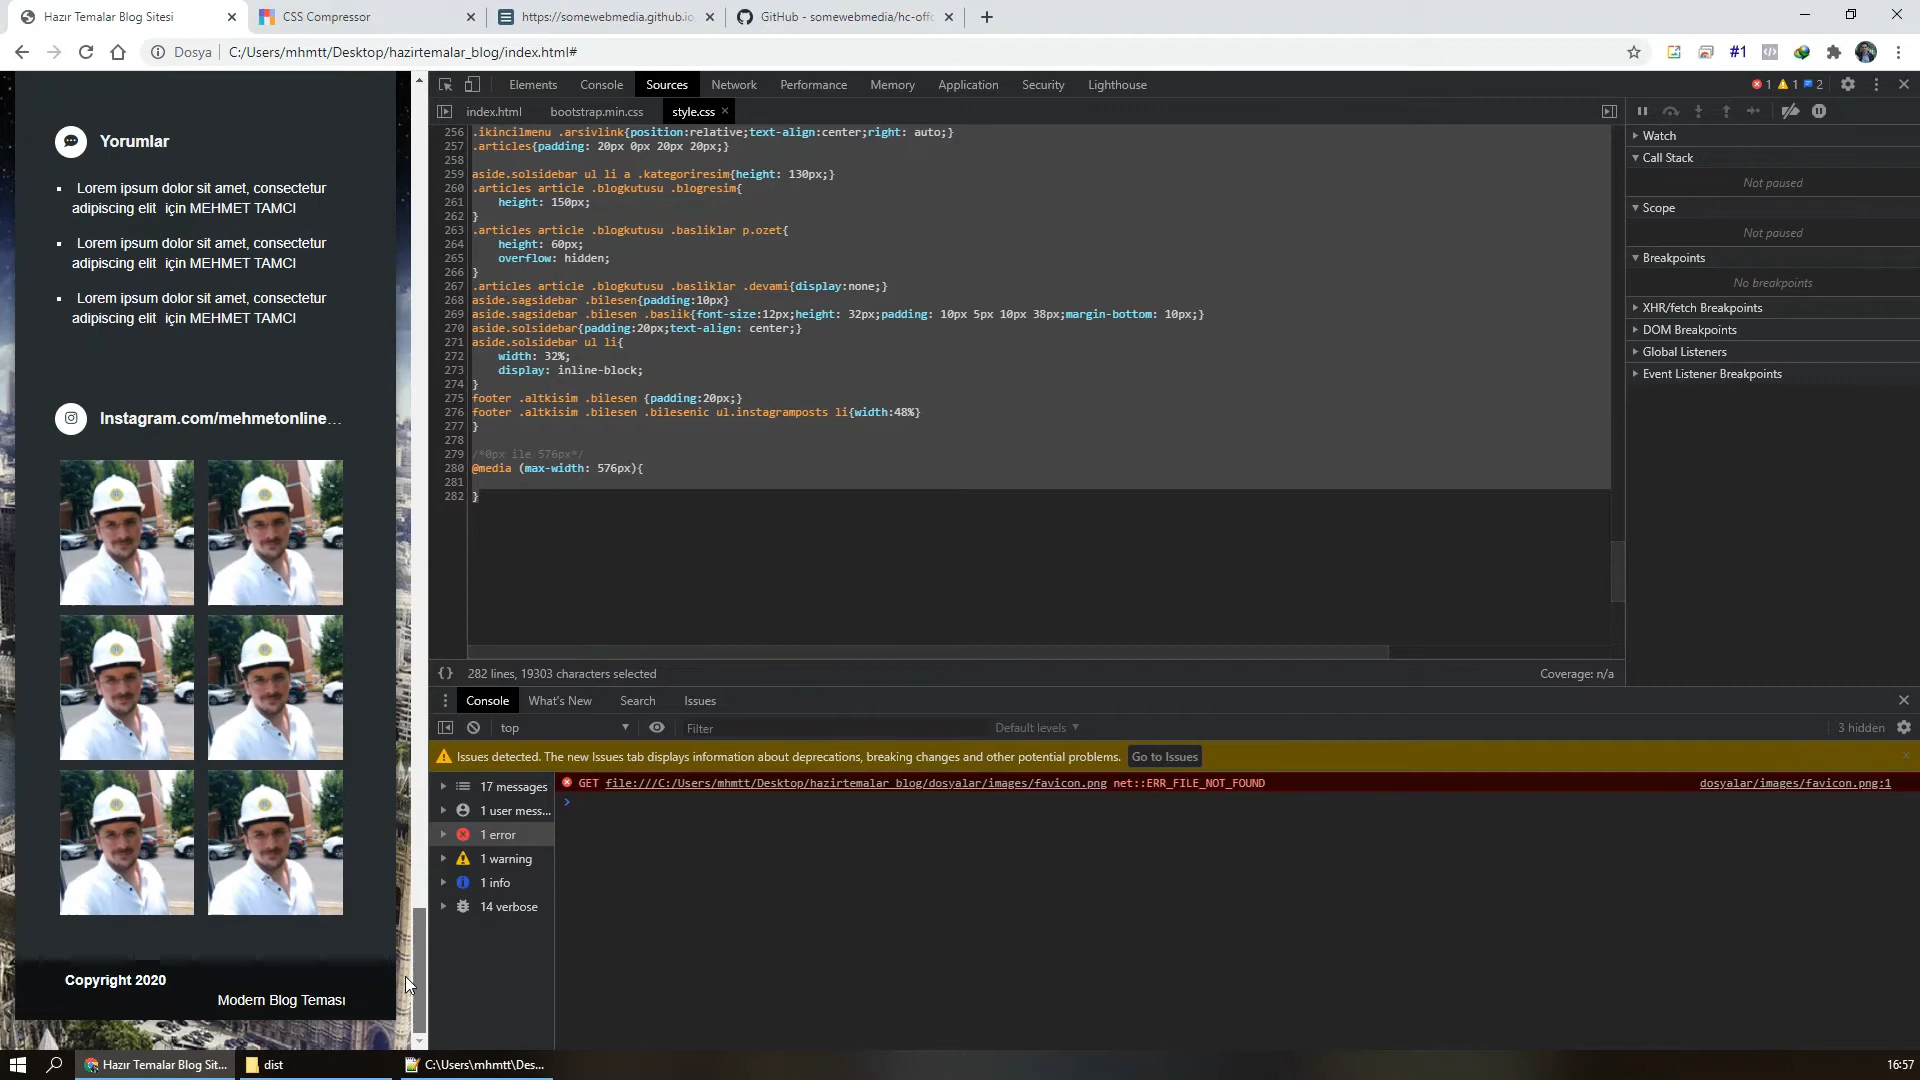 Hazır Temalar Blog Sitesi
CSS Compressor
https://somewebmedia.github.io
GitHub - somewebmedia/hc-offc
Dosya
C:/Users/mhmtt/Desktop/hazirtemalar_blog/index.html#
#1
Yorumlar
Lorem ipsum dolor sit amet, consectetur
adipiscing elit için MEHMET TAMCI
Lorem ipsum dolor sit amet, consectetur
adipiscing elit için MEHMET TAMCI
Lorem ipsum dolor sit amet, consectetur
adipiscing elit için MEHMET TAMCI
Instagram.com/mehmetonline...
Copyright 2020
Modern Blog Teması
Elements Console Sources Network Performance Memory Application Security Lighthouse
1 1 2
index.html bootstrap.min.css style.css
256 .ikincilmenu .arsivlink{position:relative;text-align:center;right: auto;}
257 .articles{padding: 20px 0px 20px 20px;}
258
259 aside.solsidebar ul li a .kategoriresim{height: 130px;}
260 .articles article .blogkutusu .blogresim{
261 height: 150px;
262 }
263 .articles article .blogkutusu .basliklar p.ozet{
264 height: 60px;
265 overflow: hidden;
266 }
267 .articles article .blogkutusu .basliklar .devami{display:none;}
268 aside.sagsidebar .bilesen{padding:10px}
269 aside.sagsidebar .bilesen .baslik{font-size:12px;height: 32px;padding: 10px 5px 10px 38px;margin-bottom: 10px;}
270 aside.solsidebar{padding:20px;text-align: center;}
271 aside.solsidebar ul li{
272 width: 32%;
273 display: inline-block;
274 }
275 footer .altkisim .bilesen {padding:20px;}
276 footer .altkisim .bilesen .bilesenic ul.instagramposts li{width:48%}
277 }
278
279 /*0px ile 576px*/
280 @media (max-width: 576px){
281
282 }
{} 282 lines, 19303 characters selected
Coverage: n/a
Watch
Call Stack
Not paused
Scope
Not paused
Breakpoints
No breakpoints
XHR/fetch Breakpoints
DOM Breakpoints
Global Listeners
Event Listener Breakpoints
Console What's New Search Issues
top
Filter
Default levels
3 hidden
Issues detected. The new Issues tab displays information about deprecations, breaking changes and other potential problems. Go to Issues
17 messages
1 user mess...
1 error
1 warning
1 info
14 verbose
GET file:///C:/Users/mhmtt/Desktop/hazirtemalar_blog/dosyalar/images/favicon.png net::ERR_FILE_NOT_FOUND
dosyalar/images/favicon.png:1
Hazır Temalar Blog Sit...
dist
C:\Users\mhmtt\Des...
16:57